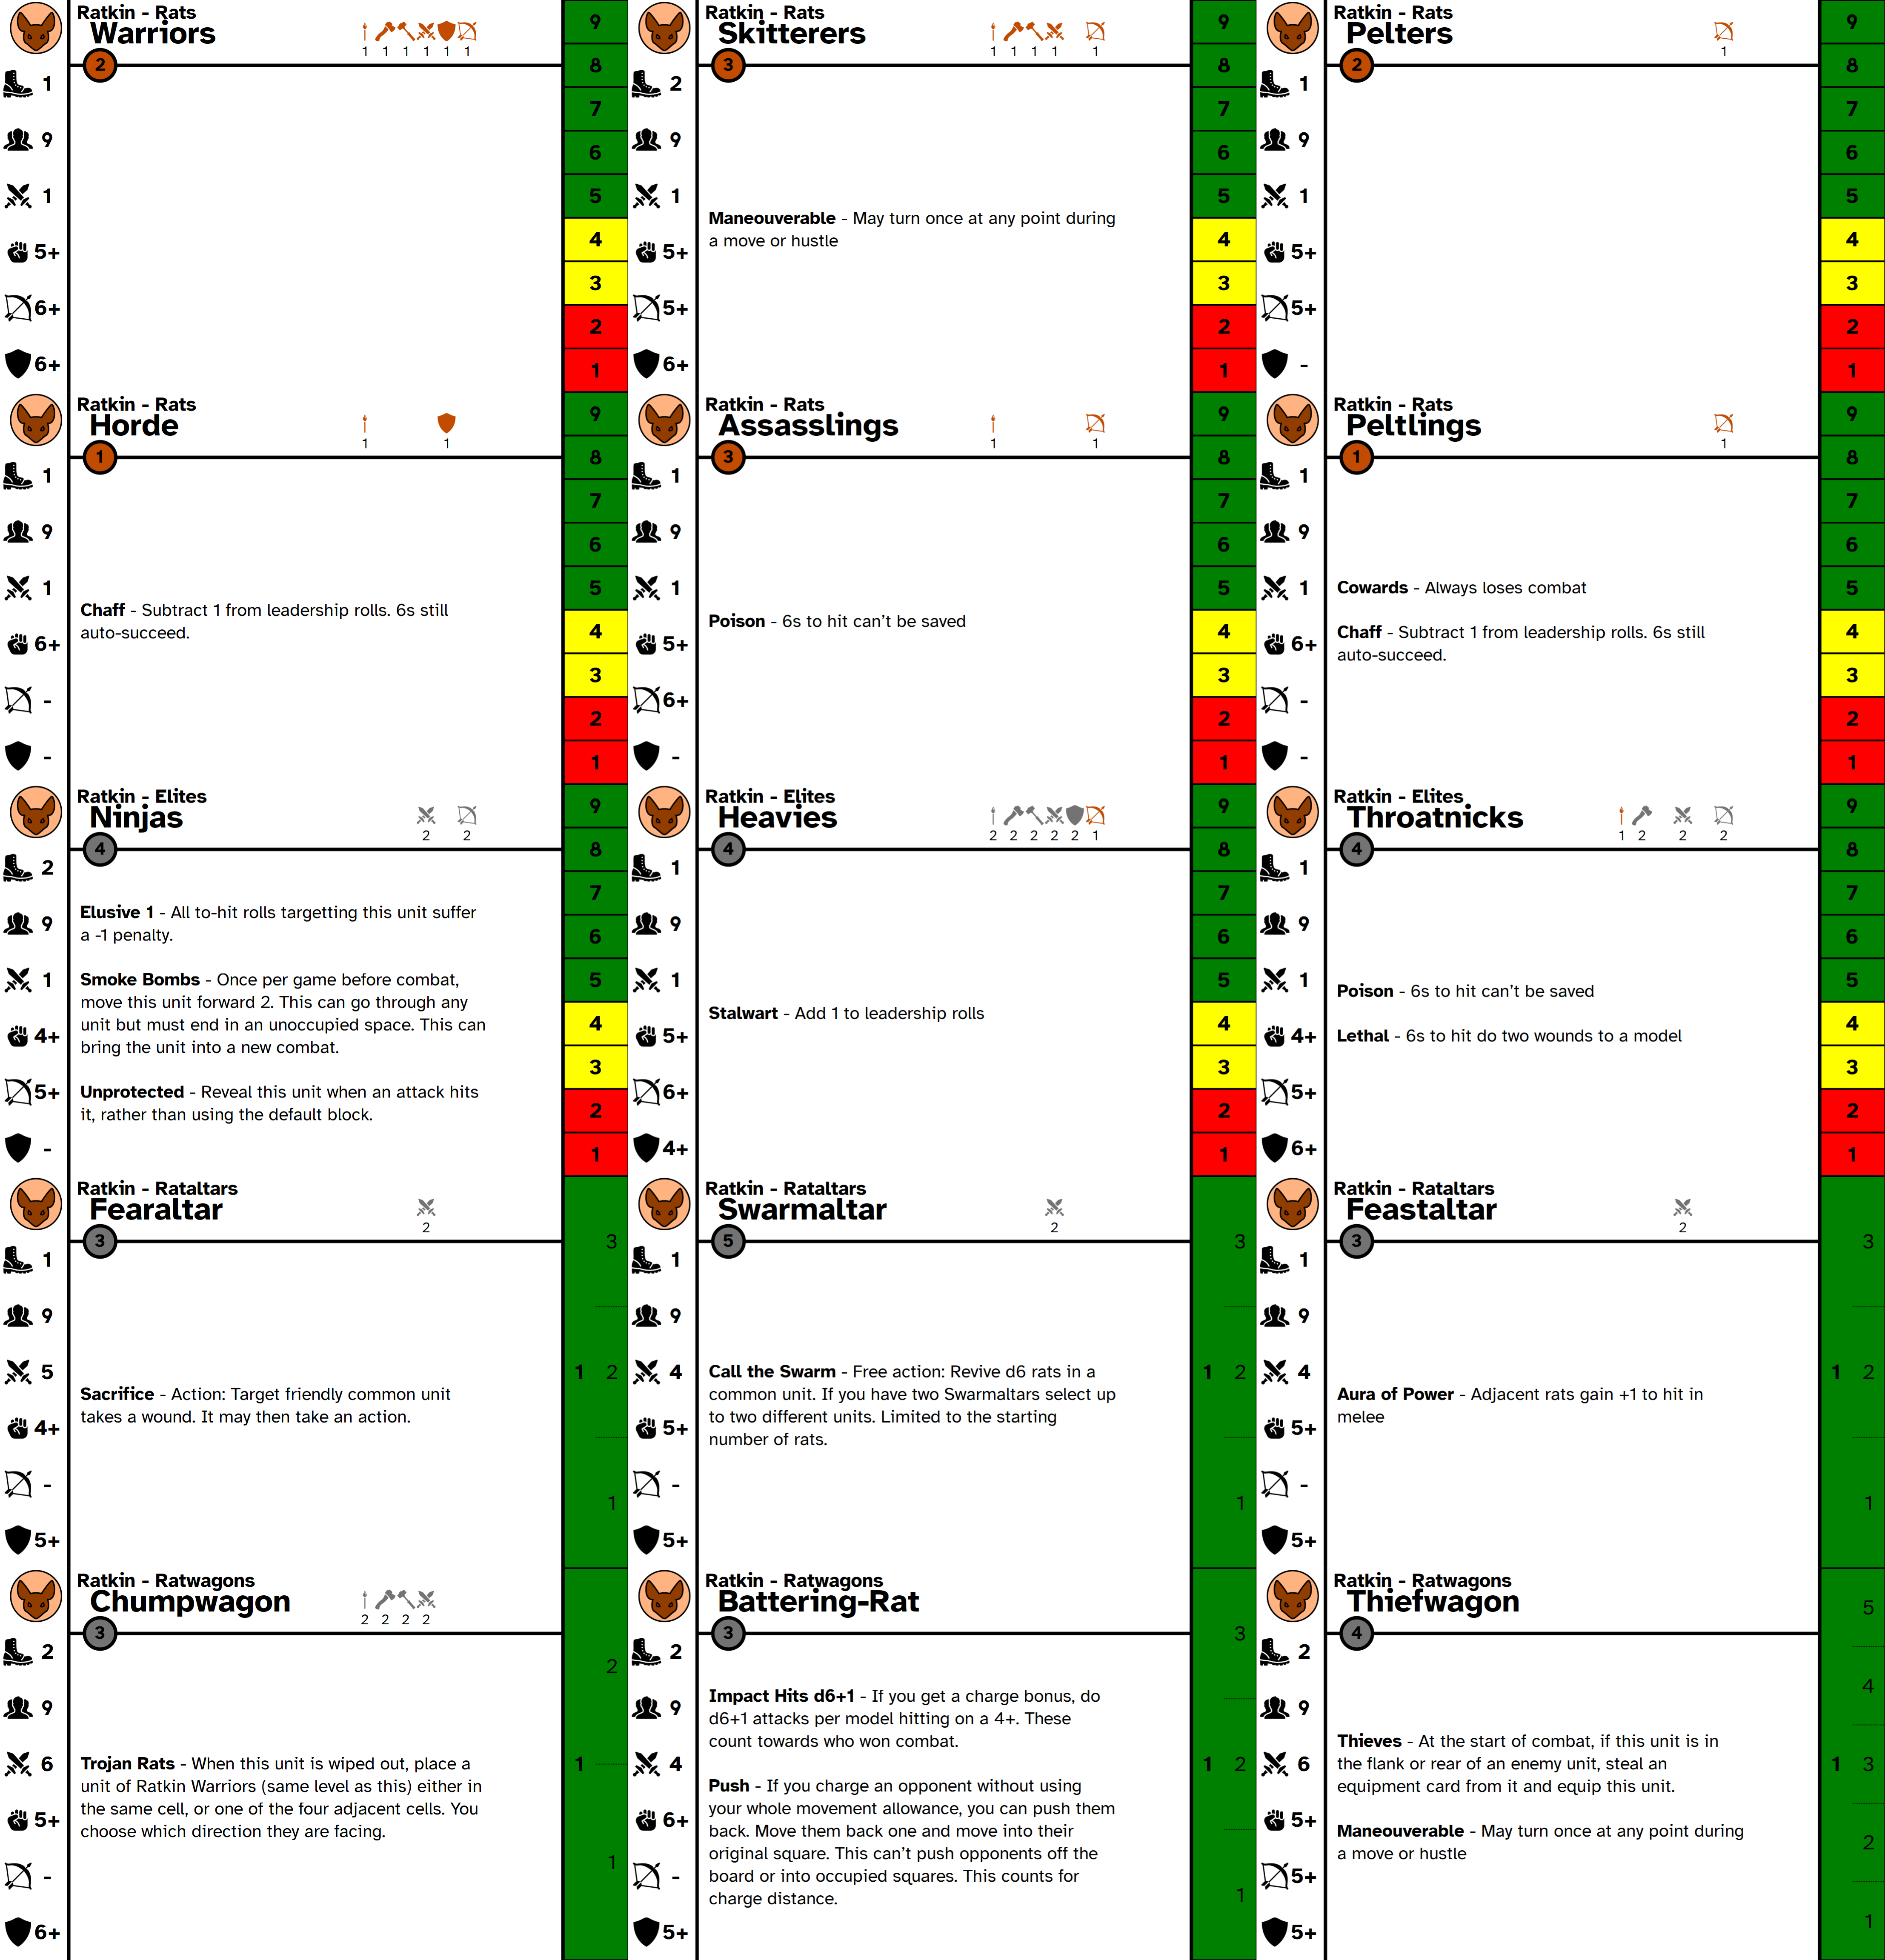 Ratkin - Rats
Warriors
1 1 1 1 1 1
2
1
9
1
5+
6+
6+
9
8
7
6
5
4
3
2
1
Ratkin - Rats
Skitterers
1 1 1 1 1
3
2
9
1
5+
5+
6+
Maneouverable - May turn once at any point during
a move or hustle
9
8
7
6
5
4
3
2
1
Ratkin - Rats
Pelters
1
2
1
9
1
5+
5+
-
9
8
7
6
5
4
3
2
1
Ratkin - Rats
Horde
1 1
1
1
9
1
6+
-
-
Chaff - Subtract 1 from leadership rolls. 6s still
auto-succeed.
9
8
7
6
5
4
3
2
1
Ratkin - Rats
Assasslings
1 1
3
1
9
1
5+
6+
-
Poison - 6s to hit can't be saved
9
8
7
6
5
4
3
2
1
Ratkin - Rats
Peltlings
1
1
1
9
1
6+
-
-
Cowards - Always loses combat
Chaff - Subtract 1 from leadership rolls. 6s still
auto-succeed.
9
8
7
6
5
4
3
2
1
Ratkin - Elites
Ninjas
2 2
4
2
9
1
4+
5+
-
Elusive 1 - All to-hit rolls targetting this unit suffer
a -1 penalty.
Smoke Bombs - Once per game before combat,
move this unit forward 2. This can go through any
unit but must end in an unoccupied space. This can
bring the unit into a new combat.
Unprotected - Reveal this unit when an attack hits
it, rather than using the default block.
9
8
7
6
5
4
3
2
1
Ratkin - Elites
Heavies
2 2 2 2 2 1
4
1
9
1
5+
6+
4+
Stalwart - Add 1 to leadership rolls
9
8
7
6
5
4
3
2
1
Ratkin - Elites
Throatnicks
1 2 2 2
4
1
9
1
4+
5+
6+
Poison - 6s to hit can't be saved
Lethal - 6s to hit do two wounds to a model
9
8
7
6
5
4
3
2
1
Ratkin - Rataltars
Fearaltar
2
3
1
9
5
4+
-
5+
Sacrifice - Action: Target friendly common unit
takes a wound. It may then take an action.
3
1 2
1
Ratkin - Rataltars
Swarmaltar
2
5
1
9
4
5+
-
5+
Call the Swarm - Free action: Revive d6 rats in a
common unit. If you have two Swarmaltars select up
to two different units. Limited to the starting
number of rats.
3
1 2
1
Ratkin - Rataltars
Feastaltar
2
3
1
9
4
5+
-
5+
Aura of Power - Adjacent rats gain +1 to hit in
melee
3
1 2
1
Ratkin - Ratwagons
Chumpwagon
2 2 2 2
3
2
9
6
5+
-
6+
Trojan Rats - When this unit is wiped out, place a
unit of Ratkin Warriors (same level as this) either in
the same cell, or one of the four adjacent cells. You
choose which direction they are facing.
2
1
1
Ratkin - Ratwagons
Battering-Rat
3
2
9
4
6+
-
5+
Impact Hits d6+1 - If you get a charge bonus, do
d6+1 attacks per model hitting on a 4+. These
count towards who won combat.
Push - If you charge an opponent without using
your whole movement allowance, you can push them
back. Move them back one and move into their
original square. This can't push opponents off the
board or into occupied squares. This counts for
charge distance.
3
1 2
1
Ratkin - Ratwagons
Thiefwagon
4
2
9
6
5+
5+
5+
Thieves - At the start of combat, if this unit is in
the flank or rear of an enemy unit, steal an
equipment card from it and equip this unit.
Maneouverable - May turn once at any point during
a move or hustle
5
4
1 3
2
1